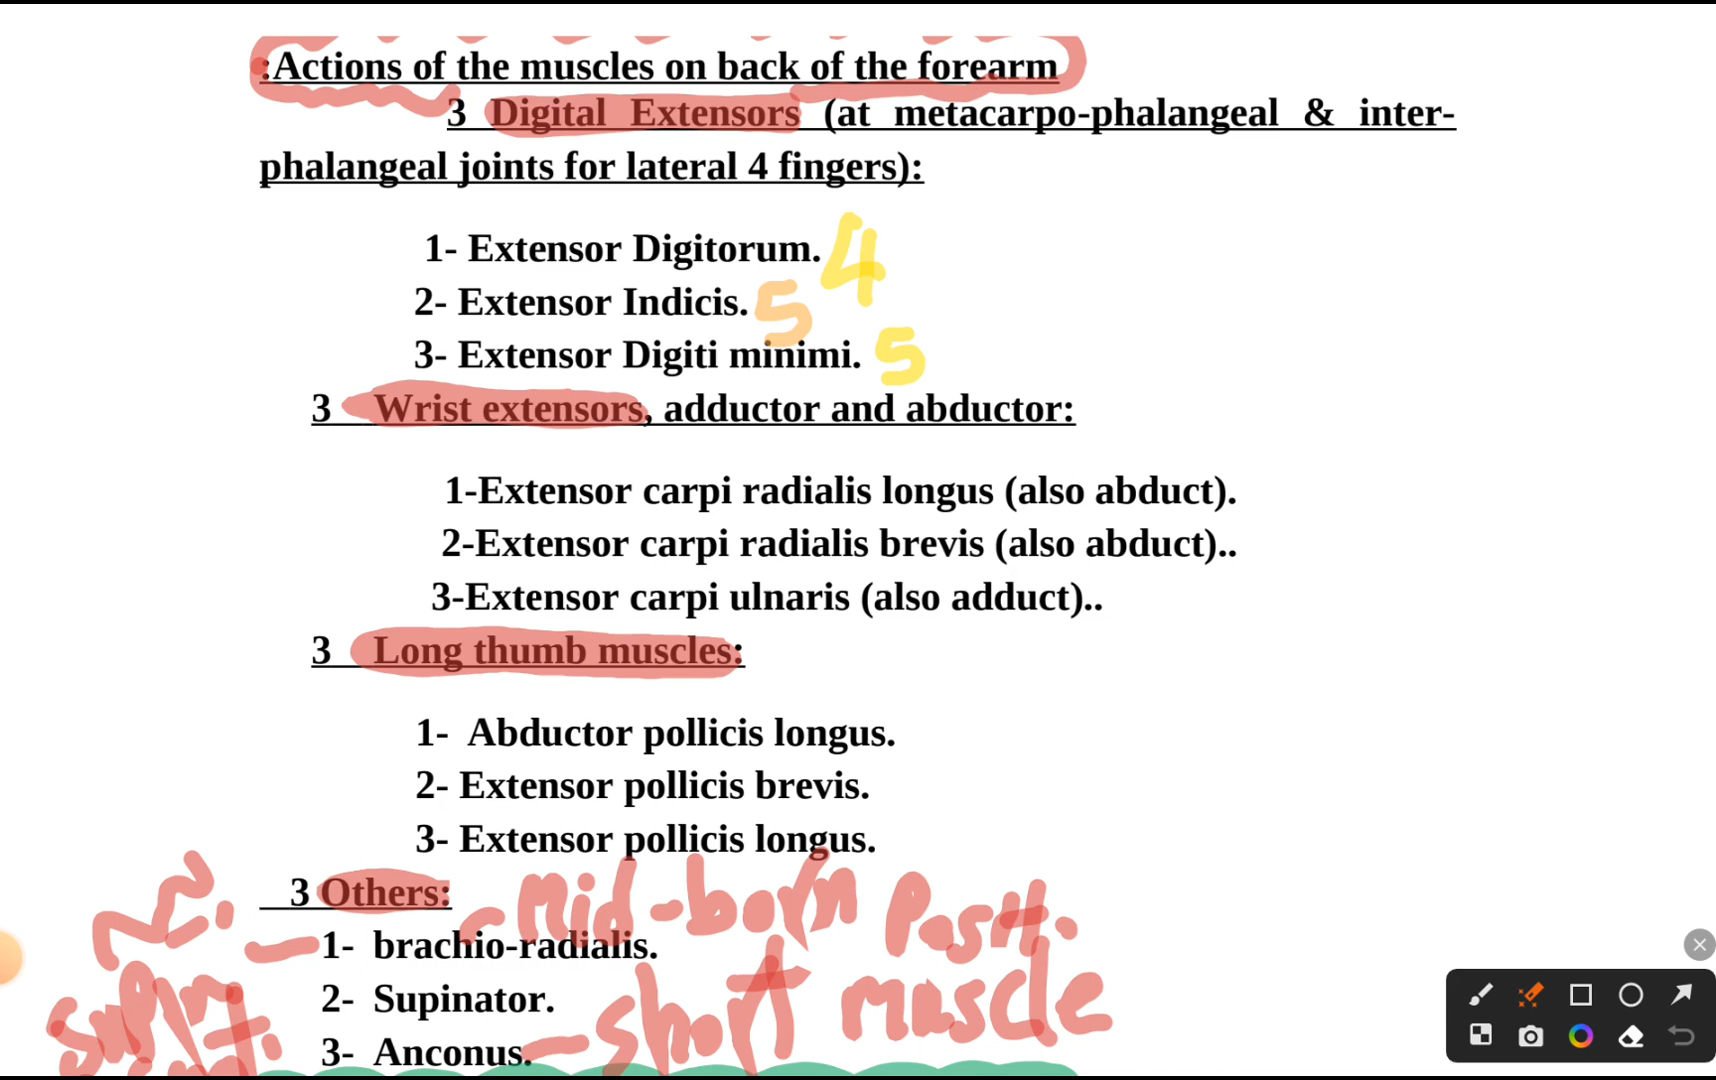 :Actions of the muscles on back of the forearm
3 Digital Extensors (at metacarpo-phalangeal & inter-
phalangeal joints for lateral 4 fingers):
1- Extensor Digitorum. 4
2- Extensor Indicis. 5
3- Extensor Digiti minimi. 5
3 Wrist extensors, adductor and abductor:
1-Extensor carpi radialis longus (also abduct).
2-Extensor carpi radialis brevis (also abduct)..
3-Extensor carpi ulnaris (also adduct)..
3 Long thumb muscles:
1- Abductor pollicis longus.
2- Extensor pollicis brevis.
3- Extensor pollicis longus.
3 Others: - Mid-
1- brachio-radialis.
2- Supinator.
3- Anconus. - short muscle